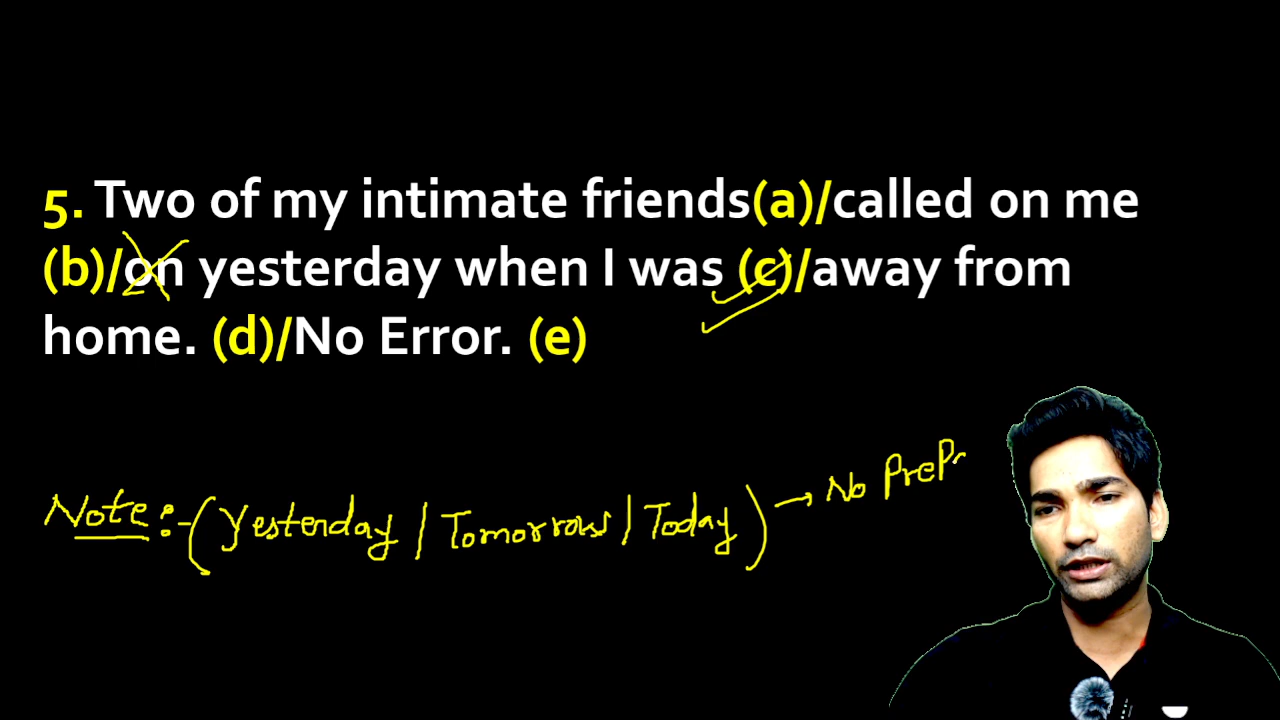 5. Two of my intimate friends(a)/called on me
(b)/on yesterday when I was (c)/away from
home. (d)/No Error. (e)
Note:-(Yesterday / Tomorrow / Today) → No Prepr